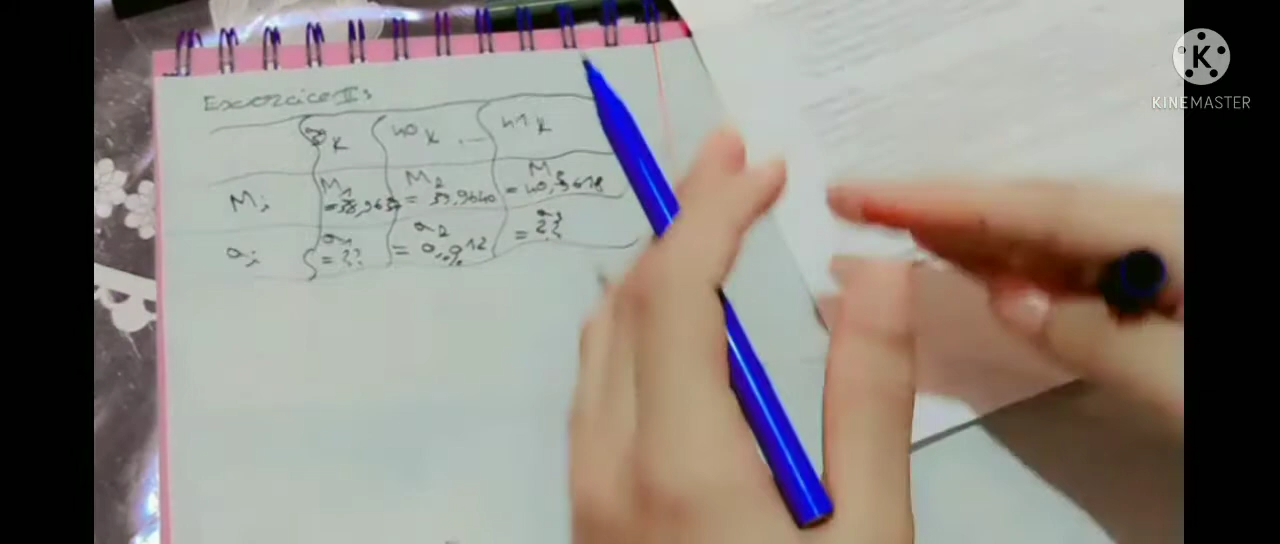 Exercice II:
39K 40K ... 41K
Mi M1 = 38,9637 M2 = 39,9640 M3 = 40,9618
ai a1 = ?? a2 = 0,012 % a3 = ??
K
KINEMASTER